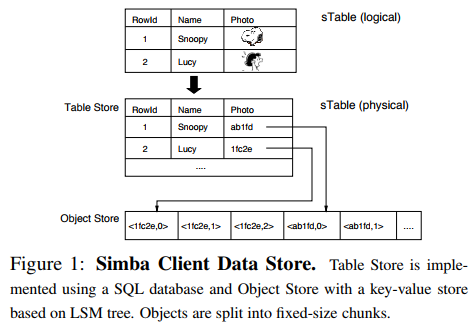 RowId Name Photo sTable (logical)
1 Snoopy
2 Lucy
Table Store RowId Name Photo sTable (physical)
1 Snoopy ab1fd
2 Lucy 1fc2e
....
Object Store <1fc2e,0> <1fc2e,1> <1fc2e,2> <ab1fd,0> <ab1fd,1> ....
Figure 1: Simba Client Data Store. Table Store is imple-
mented using a SQL database and Object Store with a key-value store
based on LSM tree. Objects are split into fixed-size chunks.